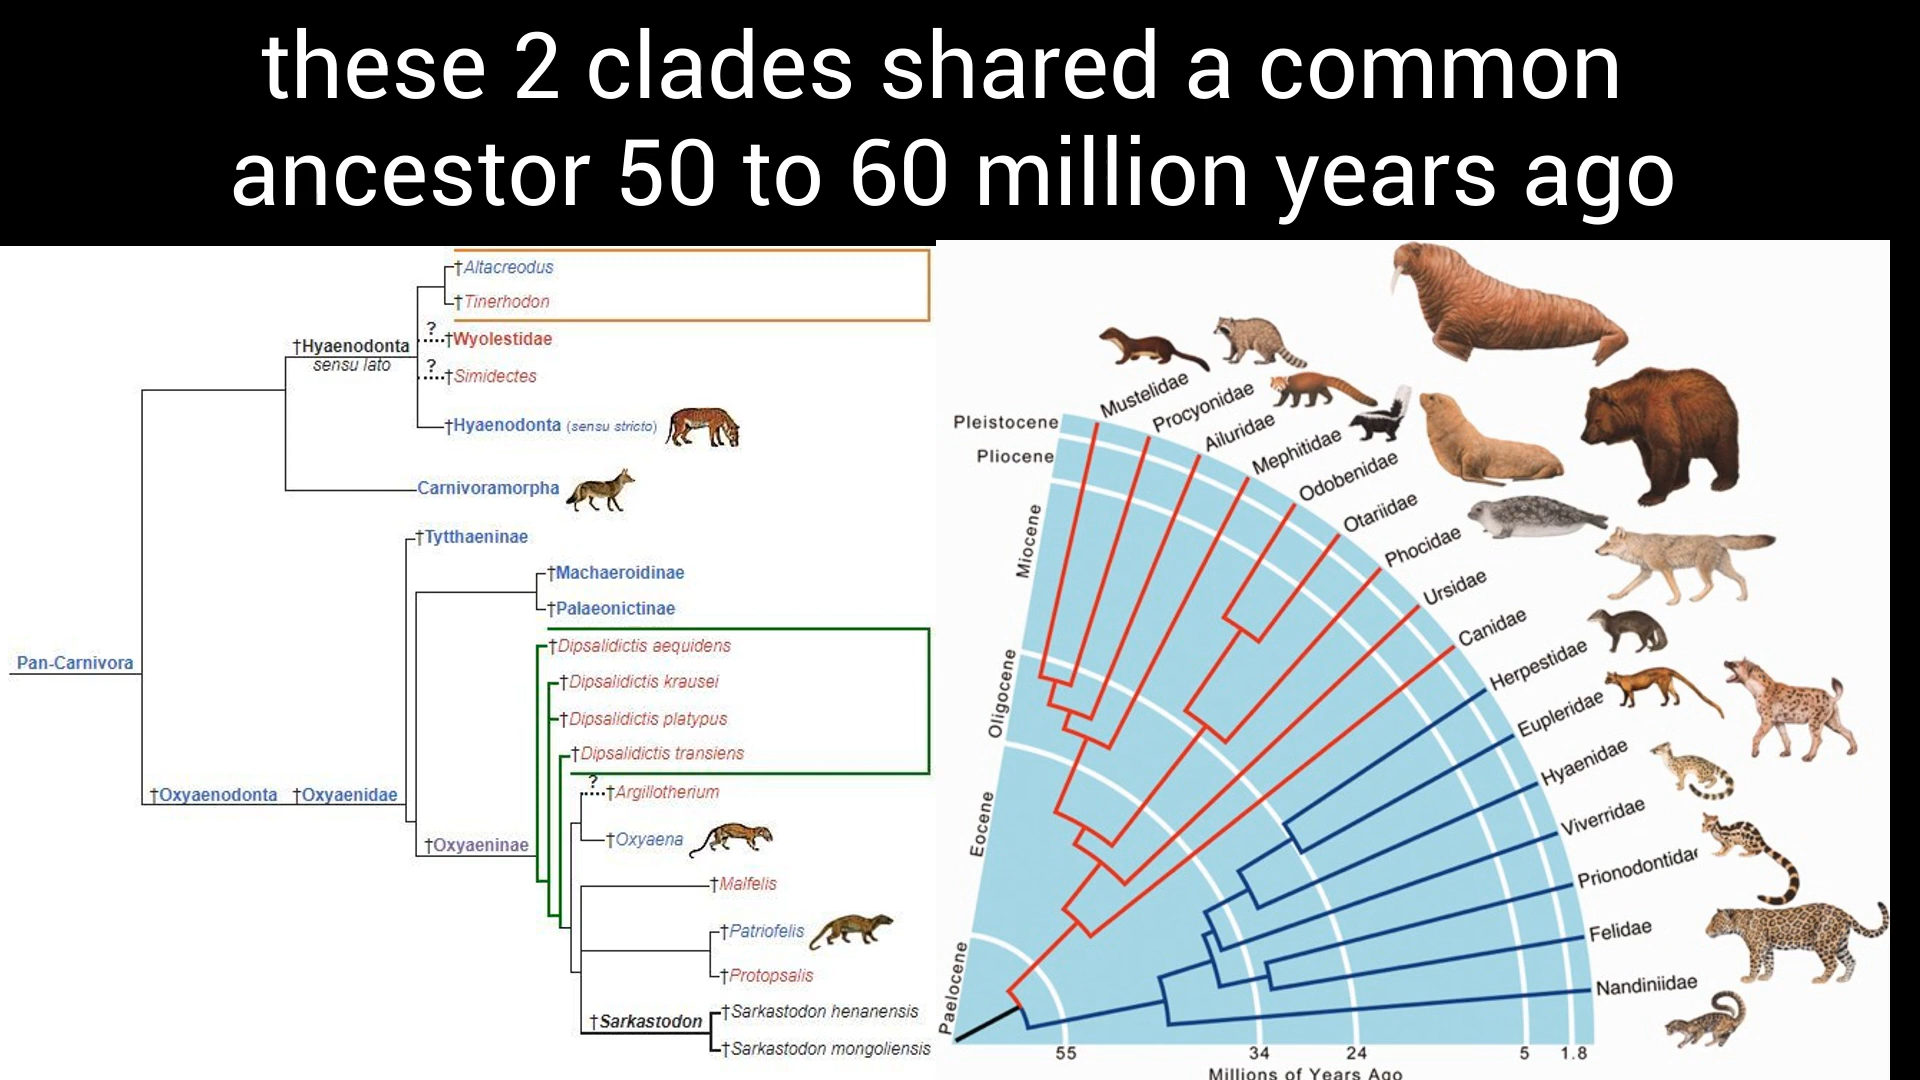 these 2 clades shared a common
ancestor 50 to 60 million years ago
†Altacreodus
†Tinerhodon
?
†Wyolestidae
†Hyaenodonta
sensu lato
?
†Simidectes
†Hyaenodonta (sensu stricto)
Carnivoramorpha
†Tytthaeninae
†Machaeroidinae
†Palaeonictinae
†Dipsalidictis aequidens
Pan-Carnivora
†Dipsalidictis krausei
†Dipsalidictis platypus
†Dipsalidictis transiens
?
†Argillotherium
†Oxyaenodonta †Oxyaenidae
†Oxyaena
†Oxyaeninae
†Malfelis
†Patriofelis
†Protopsalis
†Sarkastodon
†Sarkastodon henanensis
†Sarkastodon mongoliensis
Mustelidae
Procyonidae
Ailuridae
Mephitidae
Odobenidae
Otariidae
Phocidae
Ursidae
Canidae
Herpestidae
Eupleridae
Hyaenidae
Viverridae
Prionodontidae
Felidae
Nandiniidae
Pleistocene
Pliocene
Miocene
Oligocene
Eocene
Paelocene
55 34 24 5 1.8
Millions of Years Ago